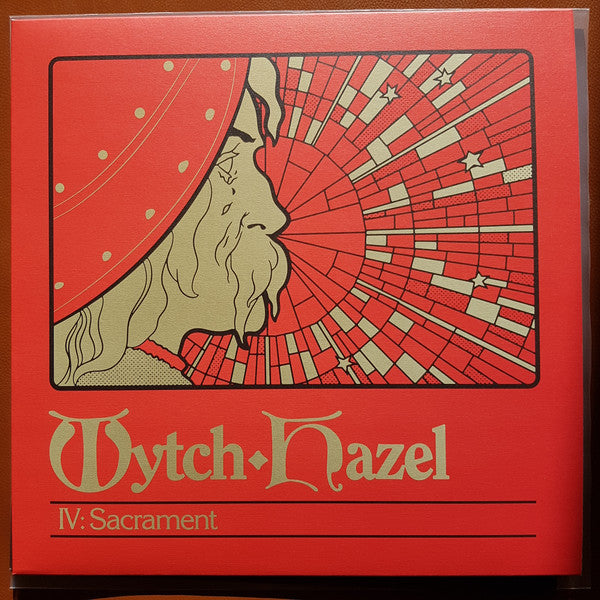 Wytch Hazel
IV: Sacrament